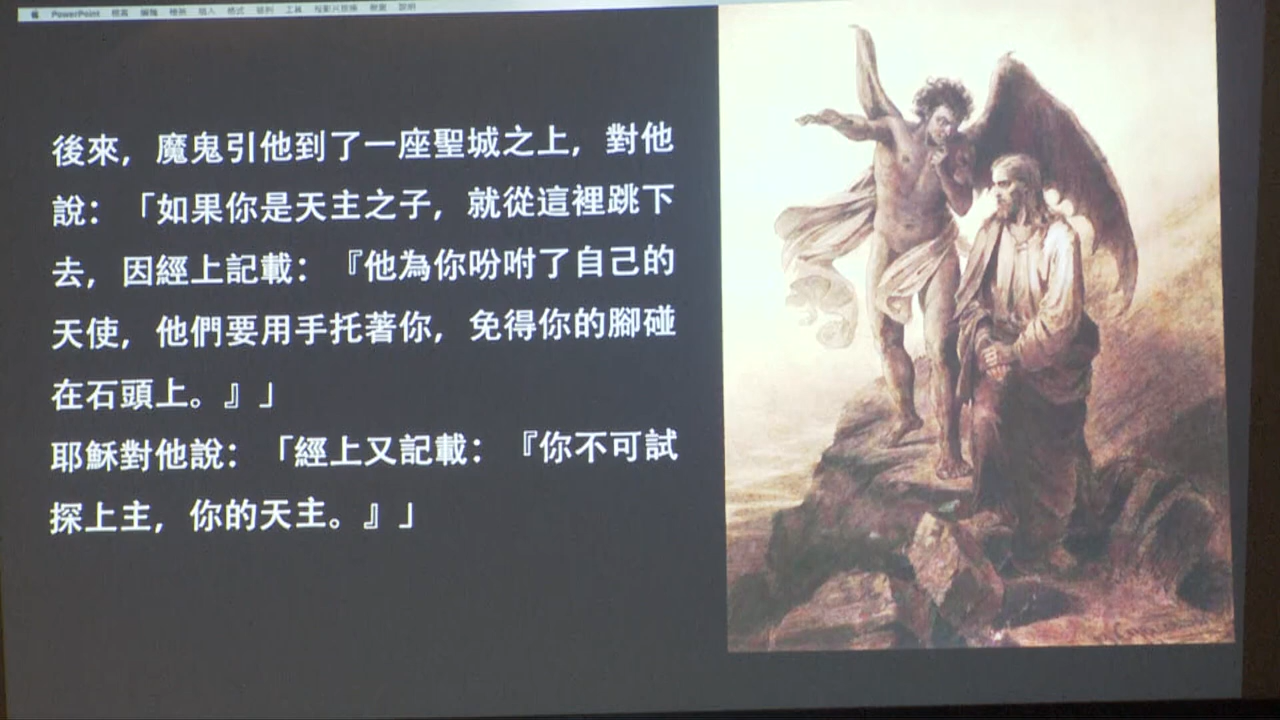 PowerPoint
後來，魔鬼引他到了一座聖城之上，對他
說：「如果你是天主之子，就從這裡跳下
去，因經上記載：『他為你吩咐了自己的
天使，他們要用手托著你，免得你的腳碰
在石頭上。』」
耶穌對他說：「經上又記載：『你不可試
探上主，你的天主。』」